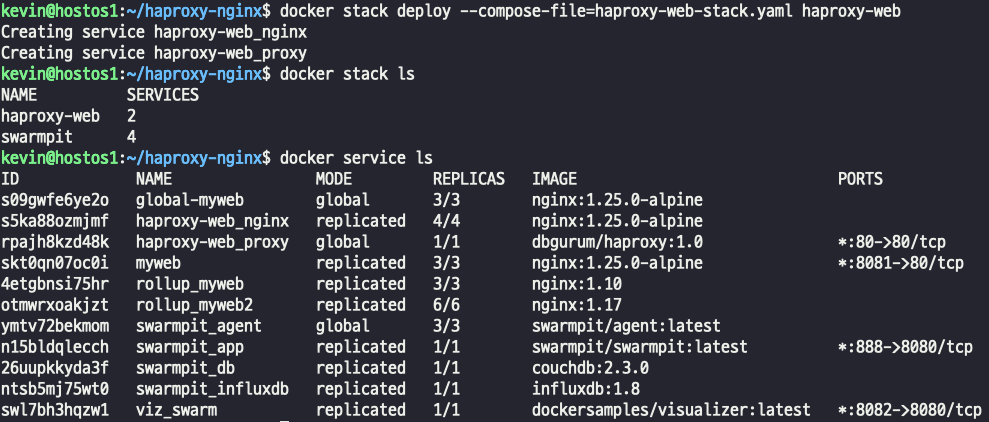 kevin@hostos1:~/haproxy-nginx$ docker stack deploy --compose-file=haproxy-web-stack.yaml haproxy-web
Creating service haproxy-web_nginx
Creating service haproxy-web_proxy
kevin@hostos1:~/haproxy-nginx$ docker stack ls
NAME          SERVICES
haproxy-web   2
swarmpit      4
kevin@hostos1:~/haproxy-nginx$ docker service ls
ID             NAME                MODE         REPLICAS   IMAGE                             PORTS
s09gwfe6ye2o   global-myweb        global       3/3        nginx:1.25.0-alpine
s5ka88ozmjmf   haproxy-web_nginx   replicated   4/4        nginx:1.25.0-alpine
rpajh8kzd48k   haproxy-web_proxy   global       1/1        dbgurum/haproxy:1.0               *:80->80/tcp
skt0qn07oc0i   myweb               replicated   3/3        nginx:1.25.0-alpine               *:8081->80/tcp
4etgbnsi75hr   rollup_myweb        replicated   3/3        nginx:1.10
otmwrxoakjzt   rollup_myweb2       replicated   6/6        nginx:1.17
ymtv72bekmom   swarmpit_agent      global       3/3        swarmpit/agent:latest
n15bldqlecch   swarmpit_app        replicated   1/1        swarmpit/swarmpit:latest          *:888->8080/tcp
26uupkkyda3f   swarmpit_db         replicated   1/1        couchdb:2.3.0
ntsb5mj75wt0   swarmpit_influxdb   replicated   1/1        influxdb:1.8
swl7bh3hqzw1   viz_swarm           replicated   1/1        dockersamples/visualizer:latest   *:8082->8080/tcp